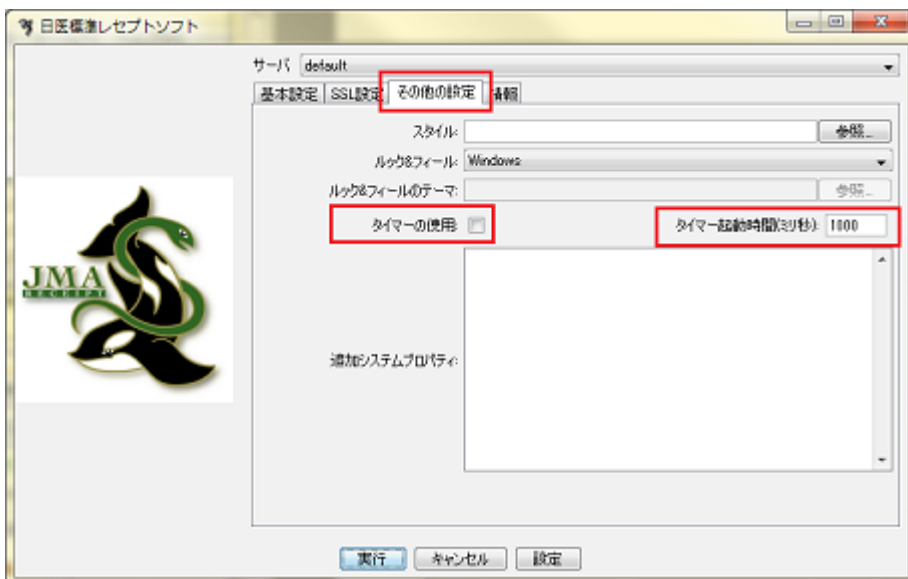 日医標準レセプトソフト
サーバ default
基本設定 SSL設定 その他の設定 情報
スタイル: 参照...
ルック&フィール: Windows
ルック&フィールのテーマ: 参照...
タイマーの使用: タイマー起動時間(ミリ秒): 1000
JMA
RECEIPT
追加システムプロパティ:
実行 キャンセル 設定